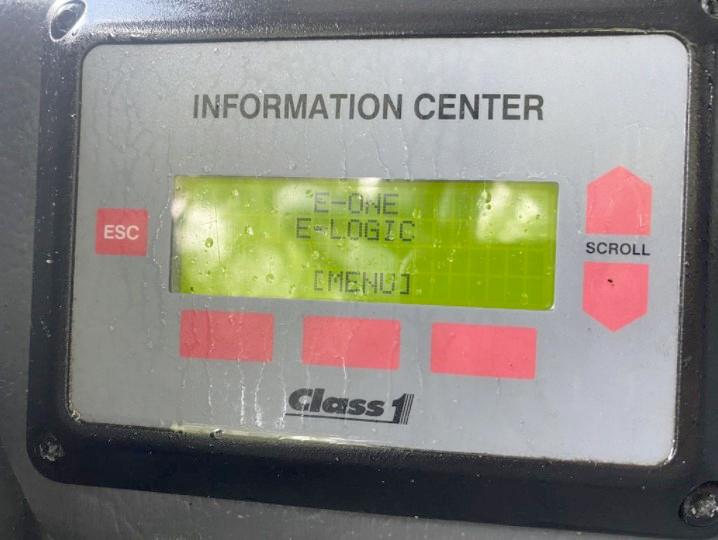 INFORMATION CENTER
E-ONE
E-LOGIC
[MENU]
ESC
SCROLL
Class 1